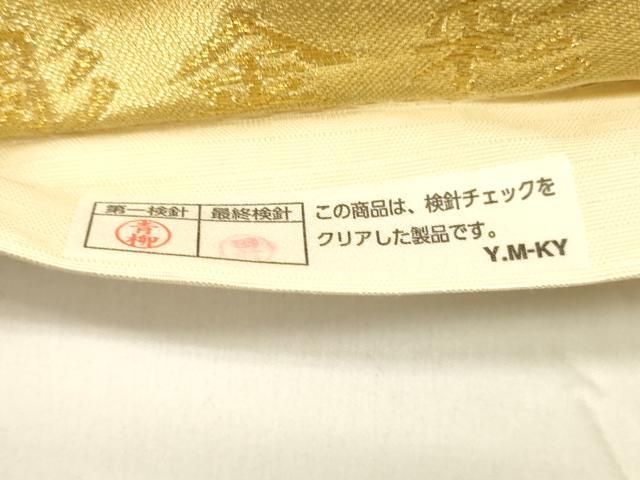 第一検針 最終検針
青柳
この商品は、検針チェックを
クリアした製品です。
Y.M-KY